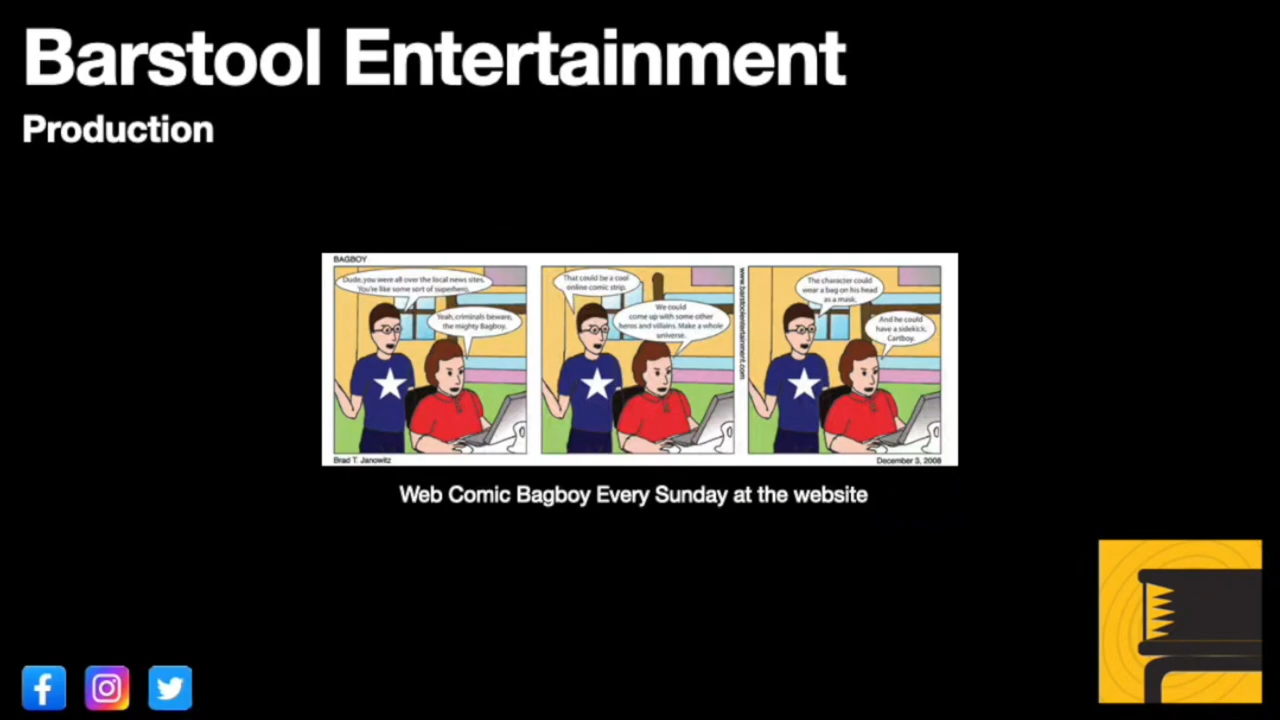 Barstool Entertainment
Production
BAGBOY
Dude, you were all over the local news sites.
You're like some sort of superhero.
Yeah, criminals beware,
the mighty Bagboy.
That could be a cool
online comic strip.
We could
come up with some other
heros and villains. Make a whole
universe.
www.barstoolentertainment.com
The character could
wear a bag on his head
as a mask.
And he could
have a sidekick,
Cartboy.
Brad T. Janowitz
December 3, 2008
Web Comic Bagboy Every Sunday at the website